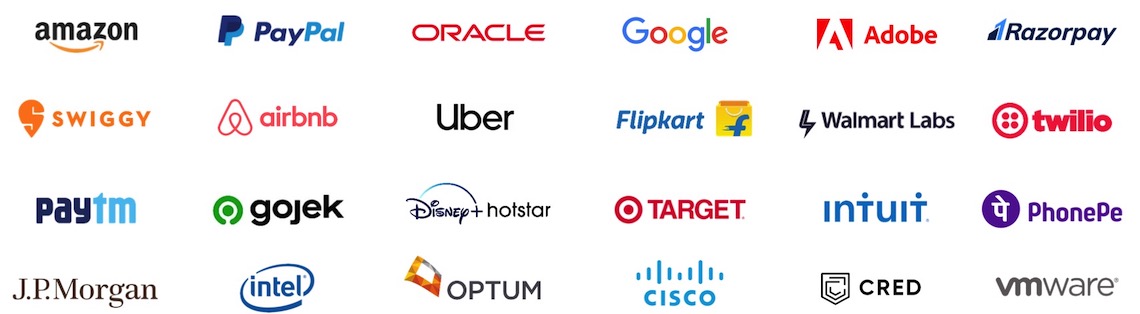 amazon PayPal ORACLE Google Adobe Razorpay
SWIGGY airbnb Uber Flipkart Walmart Labs twilio
paytm gojek Disney+ hotstar TARGET. intuit. पे PhonePe
J.P.Morgan intel OPTUM CISCO CRED vmware®